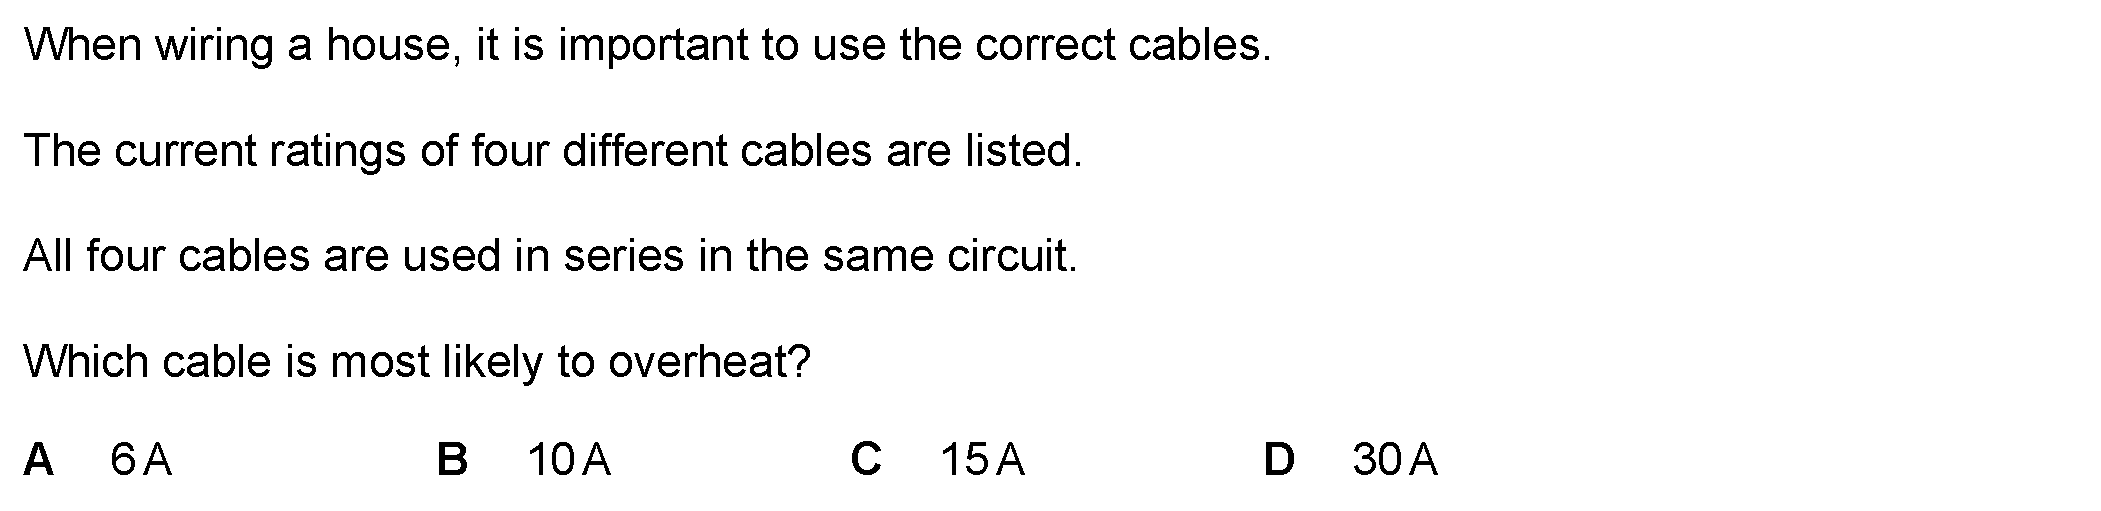 When wiring a house, it is important to use the correct cables.
The current ratings of four different cables are listed.
All four cables are used in series in the same circuit.
Which cable is most likely to overheat?
A 6 A B 10 A C 15 A D 30 A